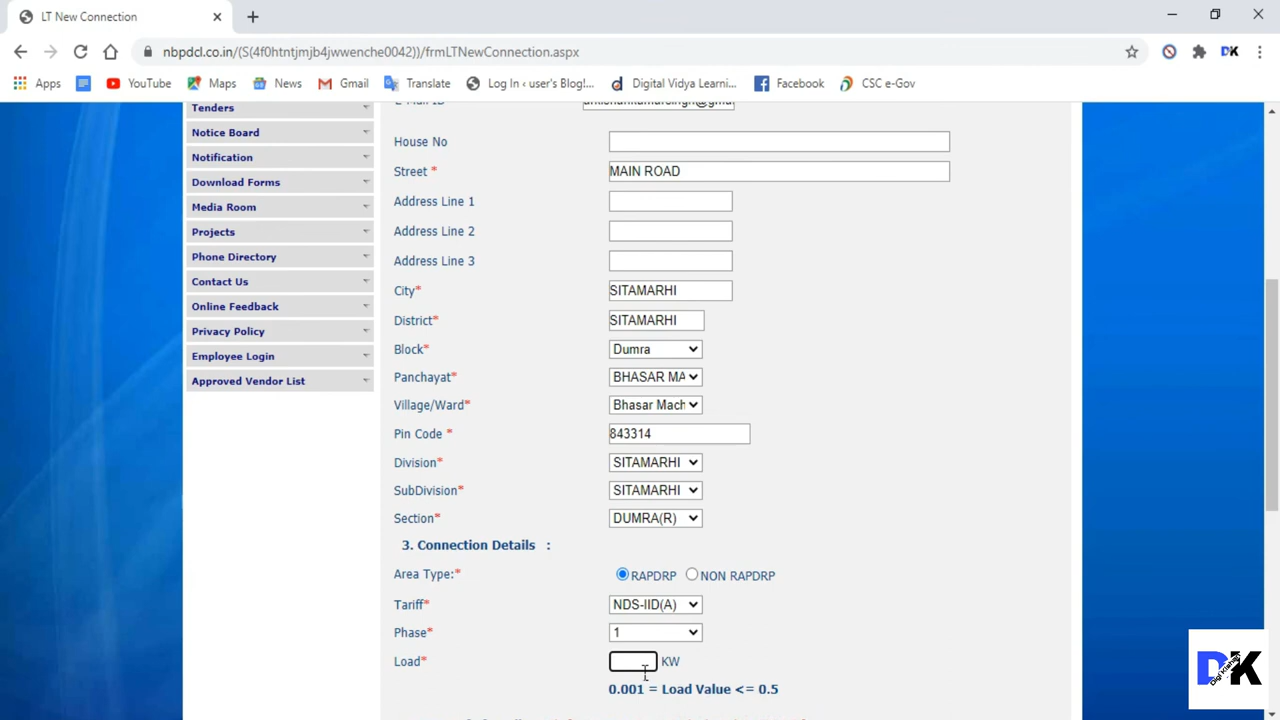 LT New Connection
nbpdcl.co.in/(S(4f0htntjmjb4jwwenche0042))/frmLTNewConnection.aspx
DK
Apps YouTube Maps News Gmail Translate Log In ‹ user's Blog!... Digital Vidya Learni... Facebook CSC e-Gov
Tenders
Notice Board
Notification
Download Forms
Media Room
Projects
Phone Directory
Contact Us
Online Feedback
Privacy Policy
Employee Login
Approved Vendor List
House No
Street * MAIN ROAD
Address Line 1
Address Line 2
Address Line 3
City* SITAMARHI
District* SITAMARHI
Block* Dumra
Panchayat* BHASAR MA
Village/Ward* Bhasar Mach
Pin Code * 843314
Division* SITAMARHI
SubDivision* SITAMARHI
Section* DUMRA(R)
3. Connection Details :
Area Type:* RAPDRP NON RAPDRP
Tariff* NDS-IID(A)
Phase* 1
Load* KW
0.001 = Load Value <= 0.5
DK
Digi Kishan